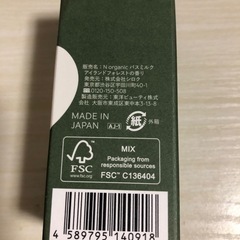 販売名：N organic バスミルク
アイランドフォレストの香り
発売元：株式会社シロク
東京都渋谷区宇田川町40-1
0120-150-508
製造販売元：東洋ビューティ株式会社
大阪市東成区東中本3-13-8
MADE IN
JAPAN
AJ-1
紙
外箱
FSC
www.fsc.org
MIX
Packaging from
responsible sources
FSC™ C136404
4 589795 140918